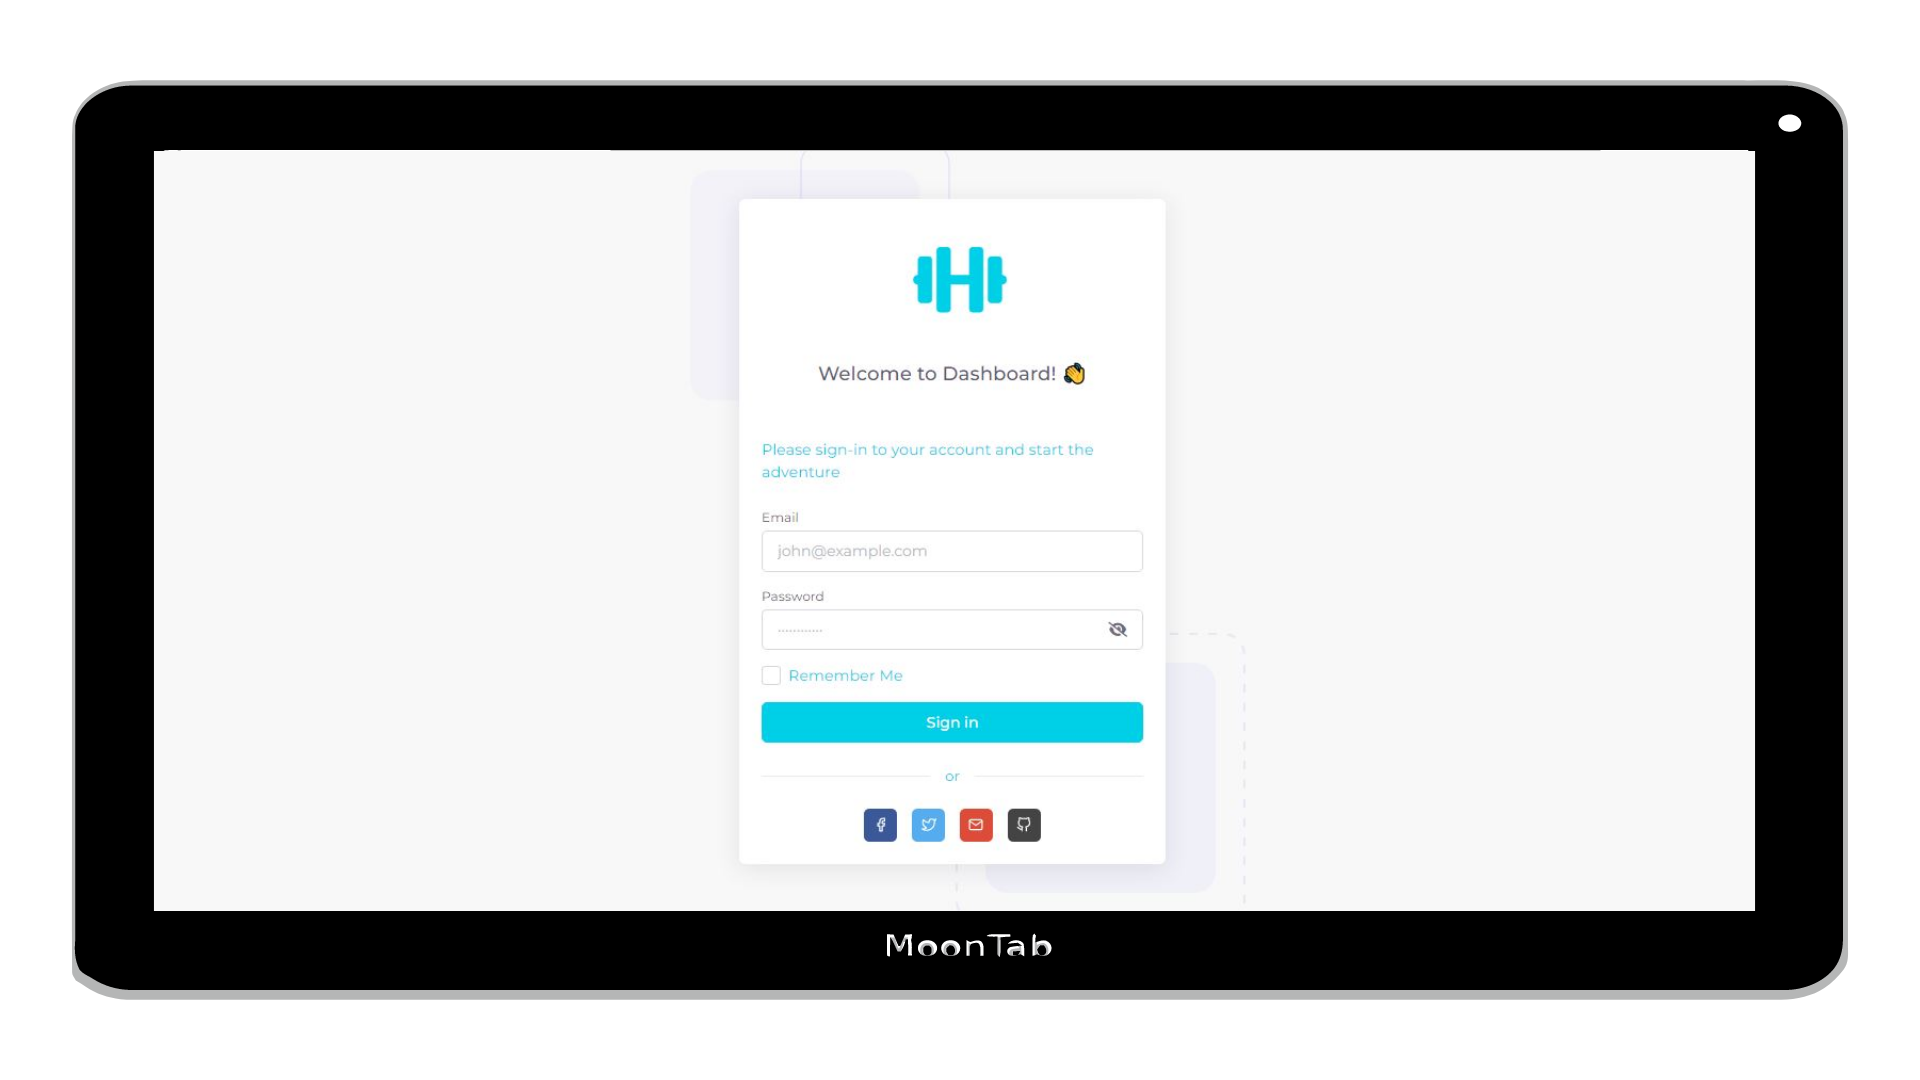 Welcome to Dashboard! 👋
Please sign-in to your account and start the
adventure
Email
john@example.com
Password
············
Remember Me
Sign in
or
MoonTab